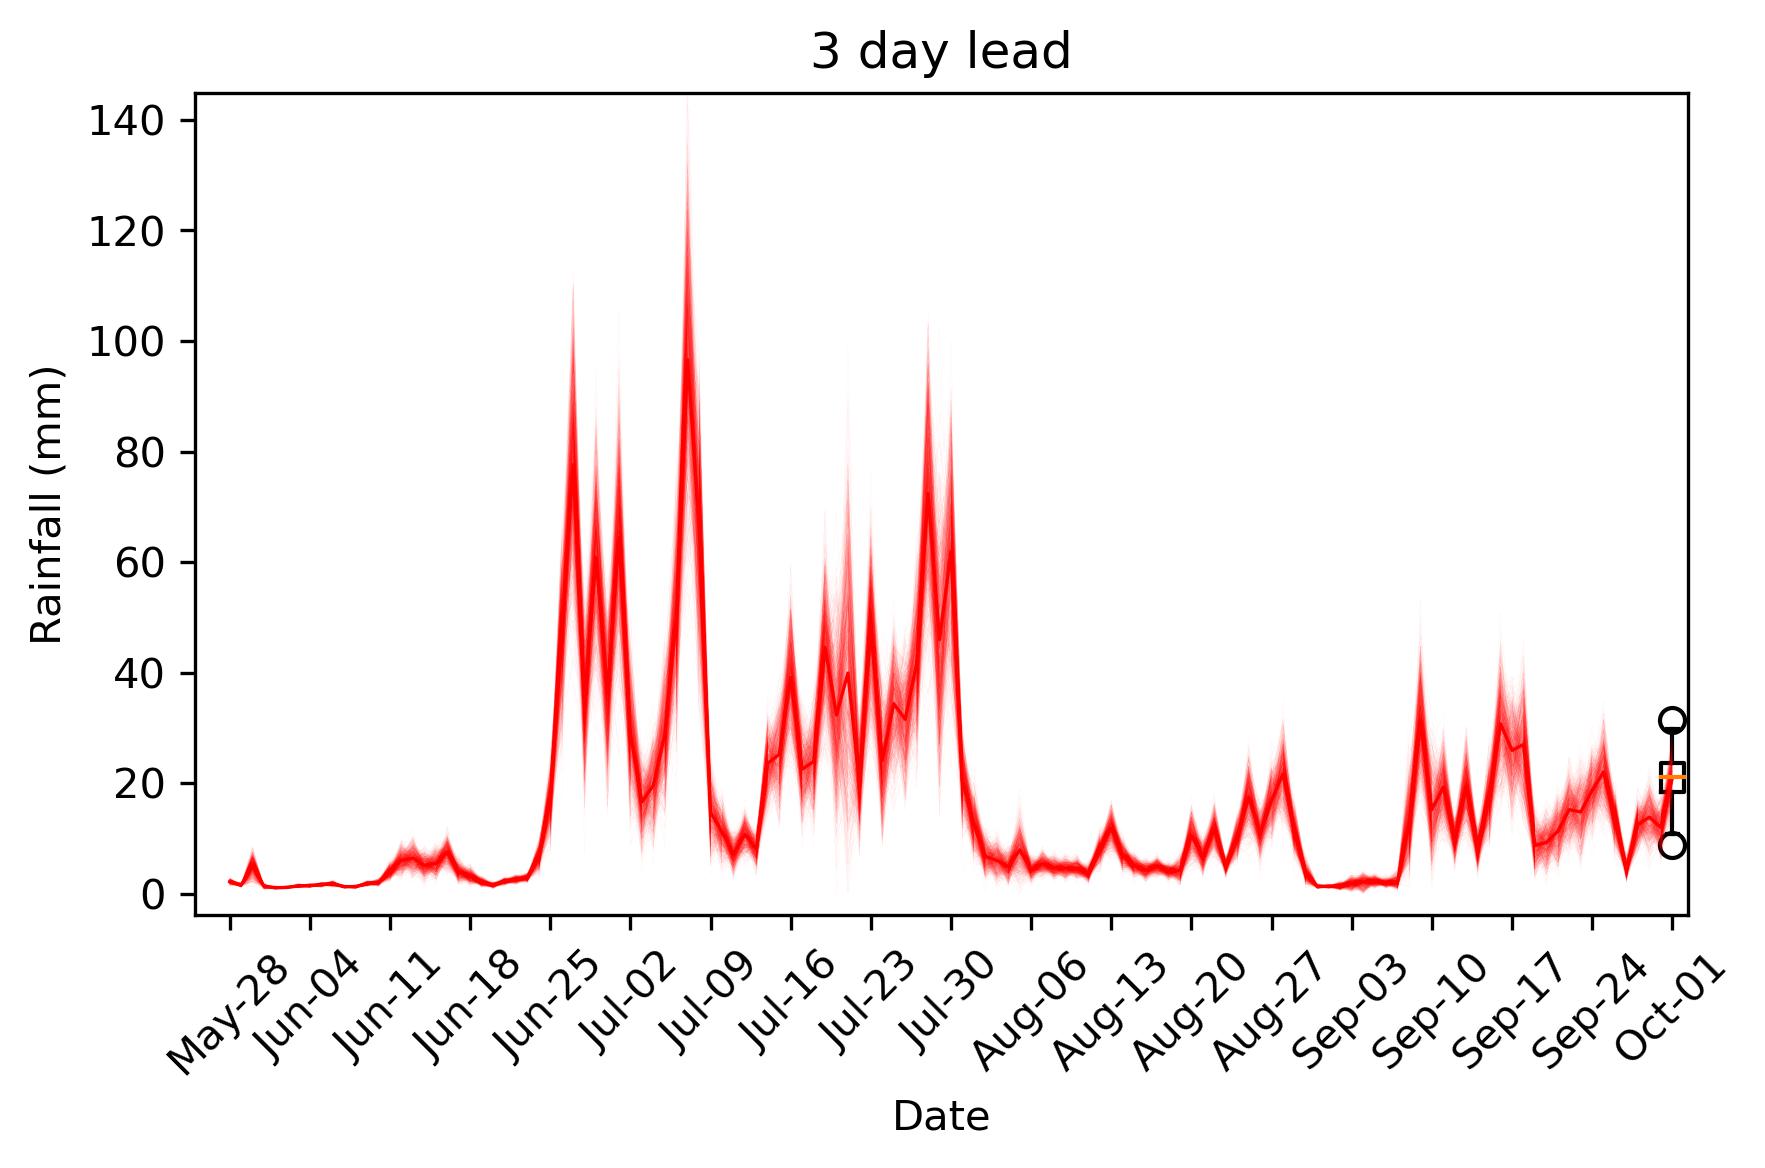 3 day lead
140
120
100
80
60
40
20
0
Rainfall (mm)
May-28
Jun-04
Jun-11
Jun-18
Jun-25
Jul-02
Jul-09
Jul-16
Jul-23
Jul-30
Aug-06
Aug-13
Aug-20
Aug-27
Sep-03
Sep-10
Sep-17
Sep-24
Oct-01
Date